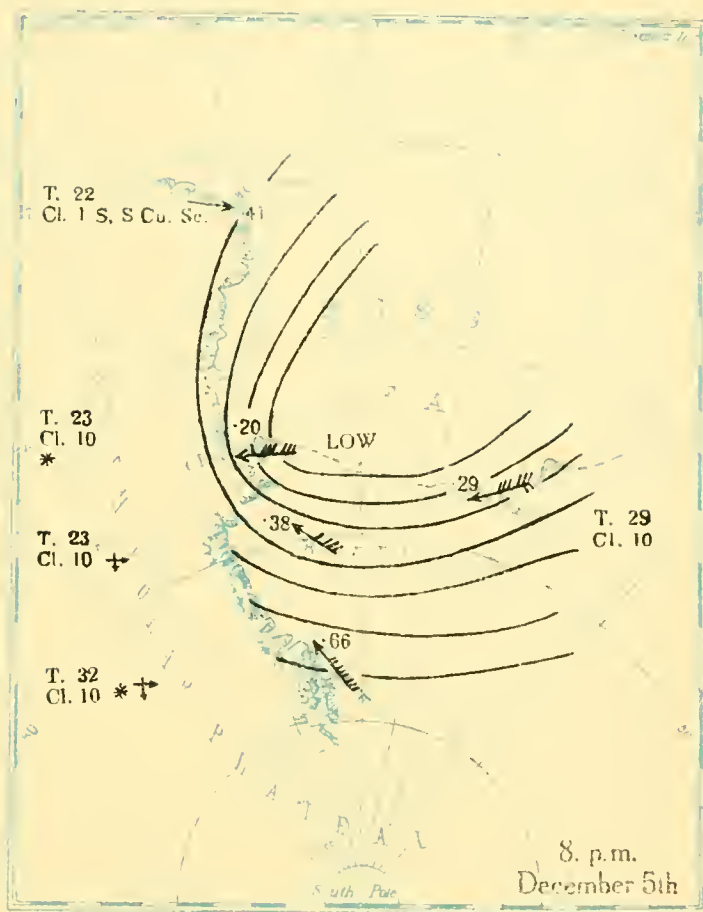 T. 22
Cl. 1 S, S Cu. Sc.
41
T. 23
Cl. 10
*
·20
LOW
·29
T. 29
Cl. 10
·38
T. 23
Cl. 10
·66
T. 32
Cl. 10 *
PLATEAU
South Pole
8. p.m.
December 5th